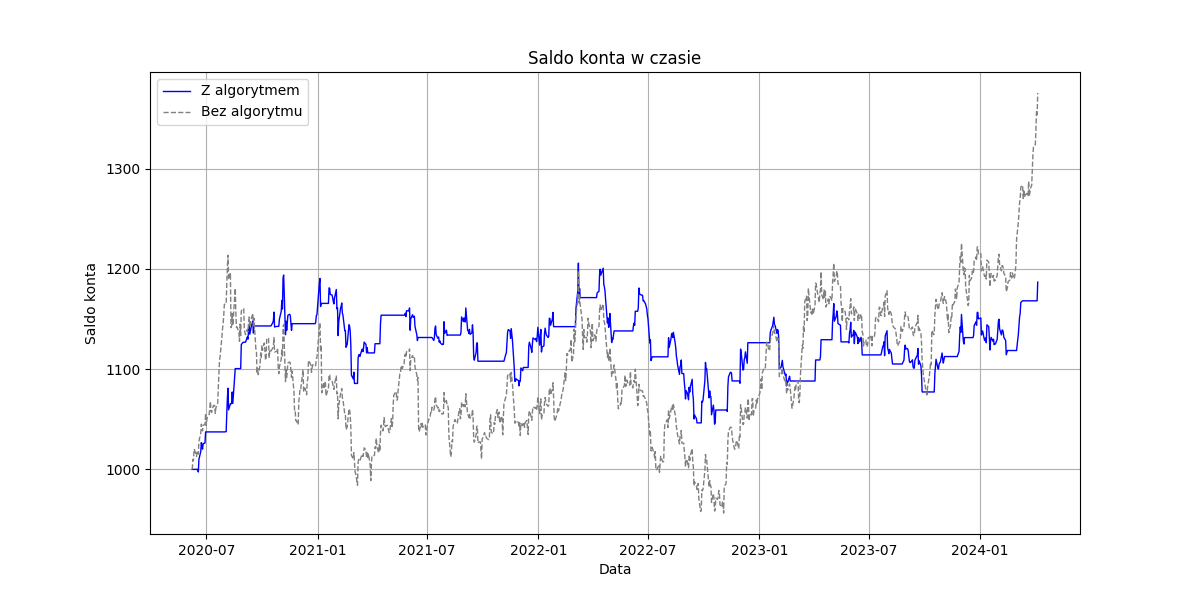 Saldo konta w czasie
Z algorytmem
Bez algorytmu
Saldo konta
1300
1200
1100
1000
2020-07
2021-01
2021-07
2022-01
2022-07
2023-01
2023-07
2024-01
Data